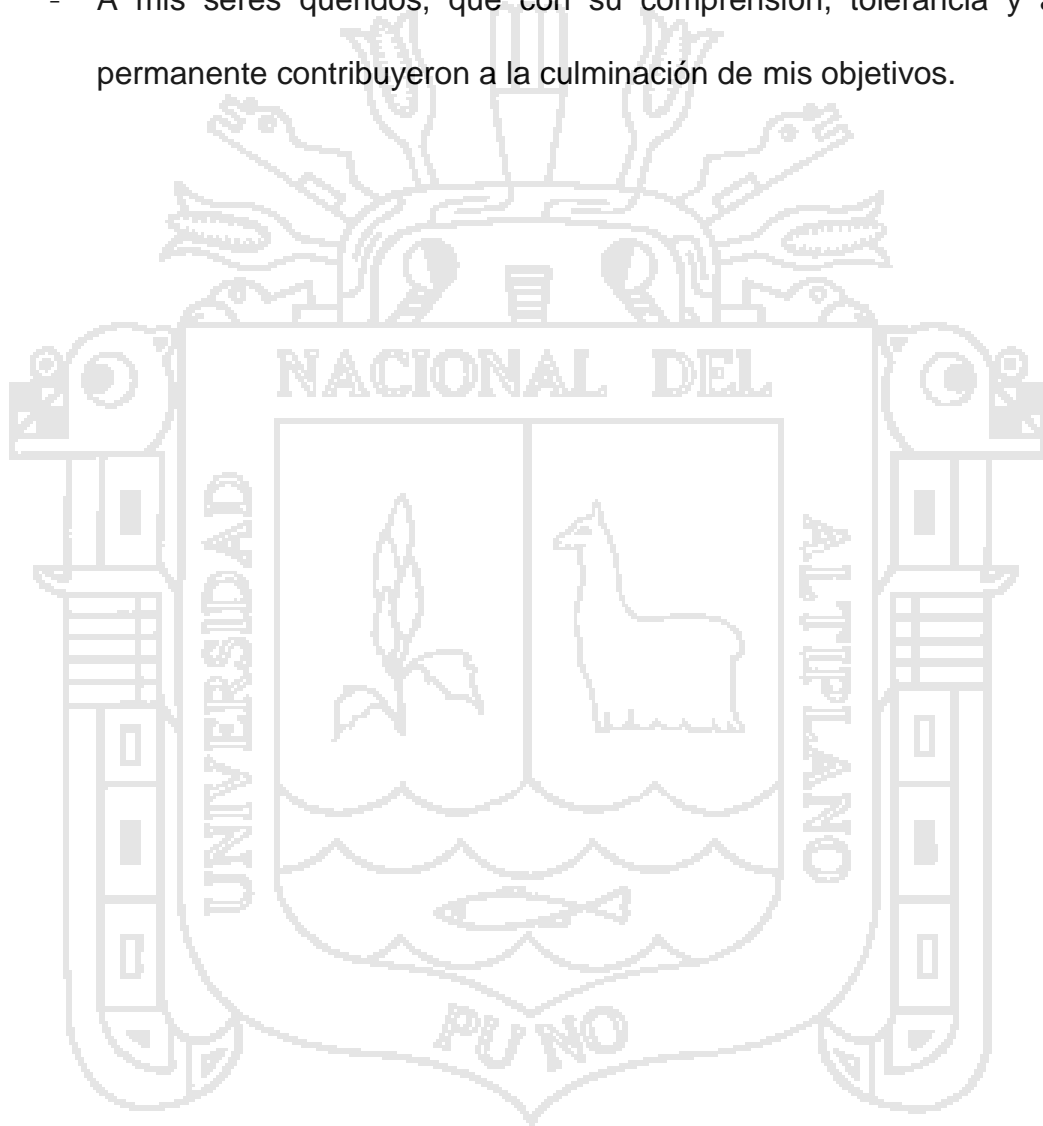 - A mis seres queridos, que con su comprensión, tolerancia y
permanente contribuyeron a la culminación de mis objetivos.
NACIONAL DEL
UNIVERSIDAD
ALTIPLANO
PUNO